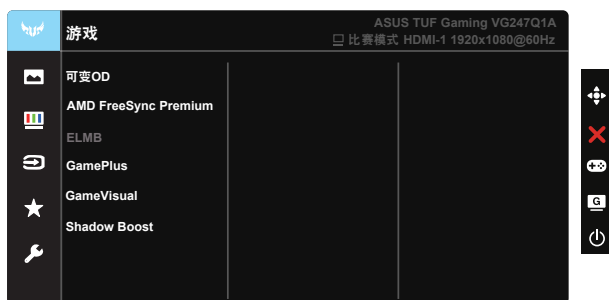 游戏
ASUS TUF Gaming VG247Q1A
比赛模式 HDMI-1 1920x1080@60Hz
可变OD
AMD FreeSync Premium
ELMB
GamePlus
GameVisual
Shadow Boost
G